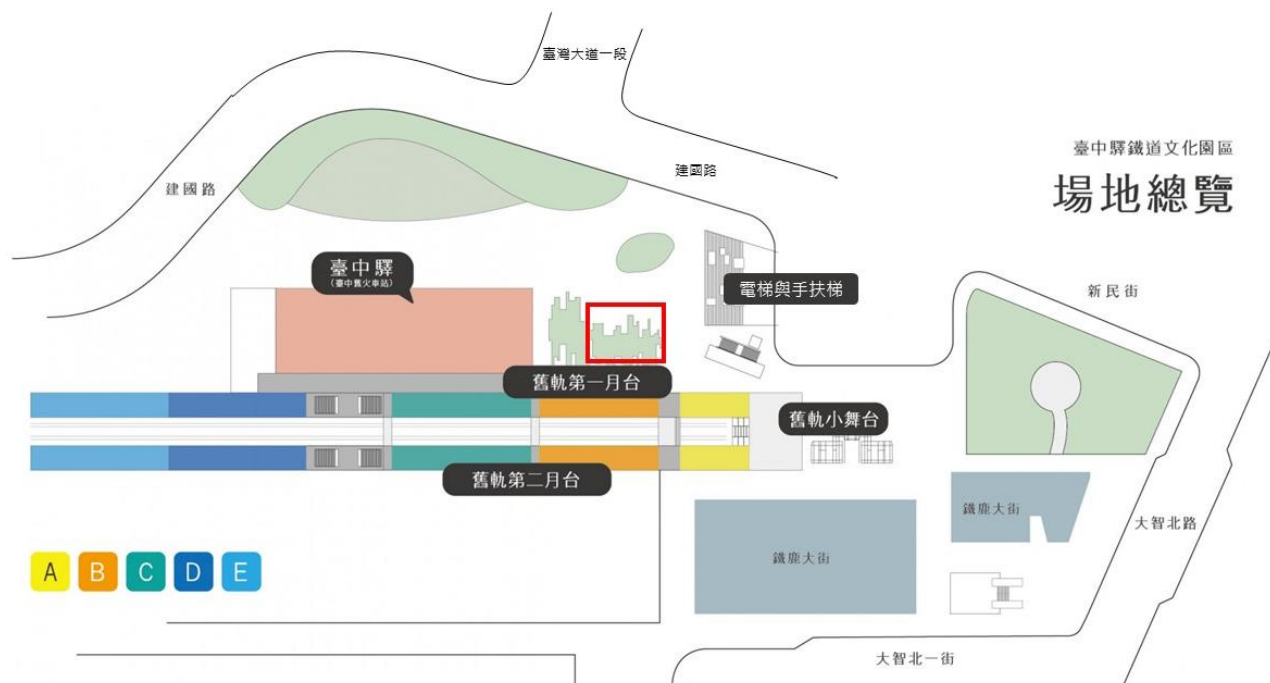 臺灣大道一段
建國路
臺中驛鐵道文化園區
場地總覽
建國路
臺中驛
(臺中舊火車站)
電梯與手扶梯
新民街
舊軌第一月台
舊軌小舞台
舊軌第二月台
鐵鹿大街
大智北路
鐵鹿大街
A B C D E
大智北一街